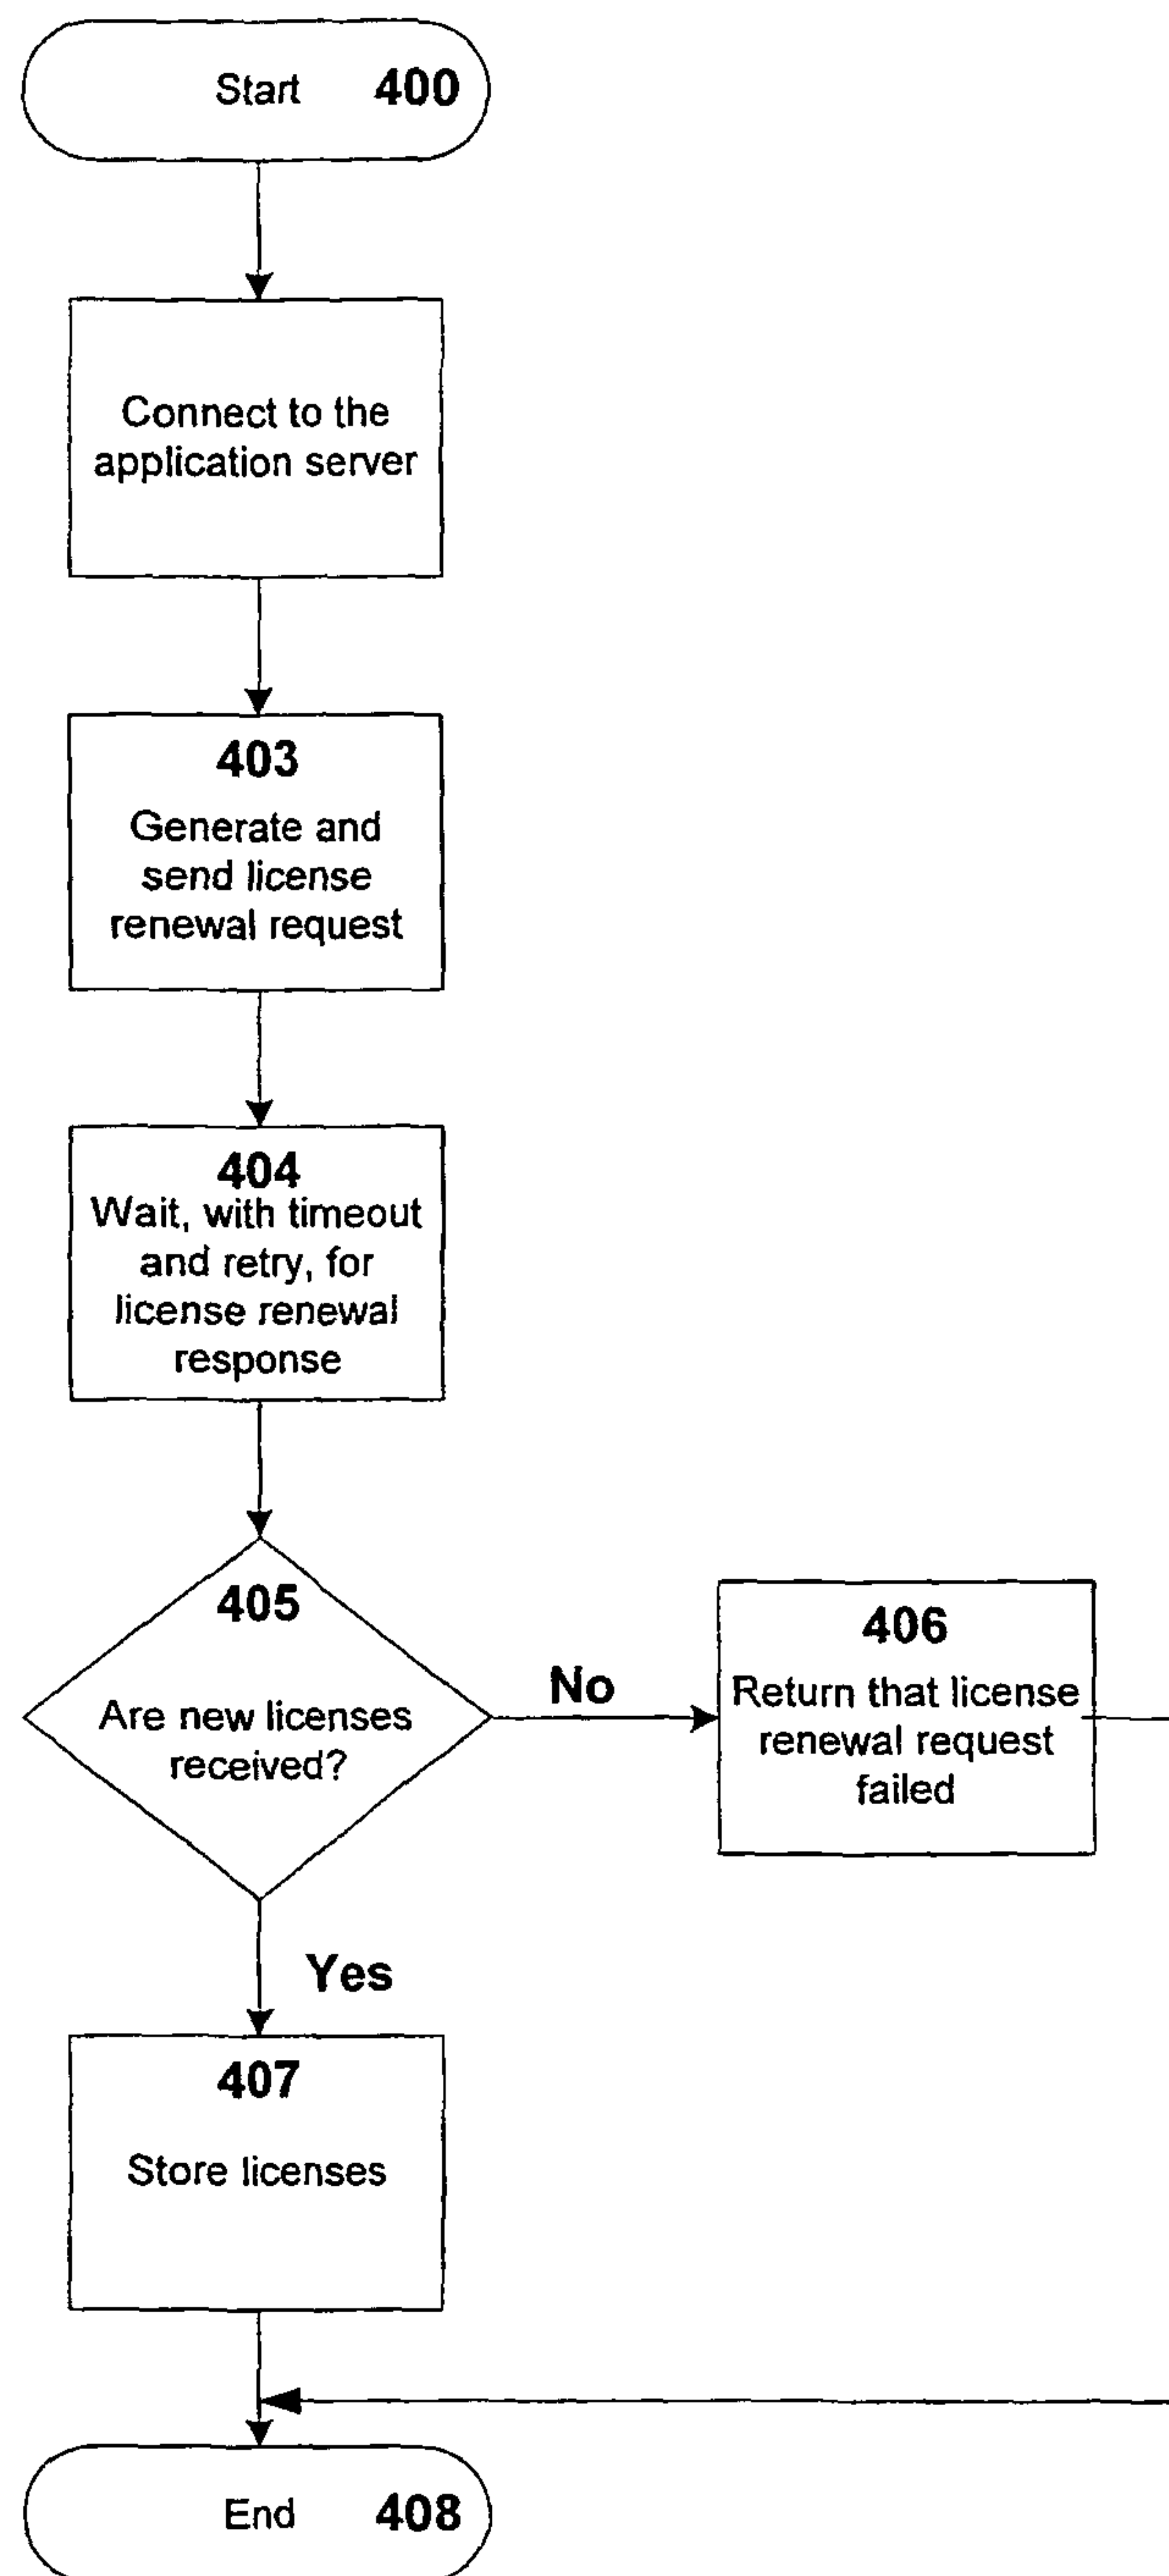 Start 400
Connect to the
application server
403
Generate and
send license
renewal request
404
Wait, with timeout
and retry, for
license renewal
response
405
Are new licenses
received?
No
406
Return that license
renewal request
failed
Yes
407
Store licenses
End 408